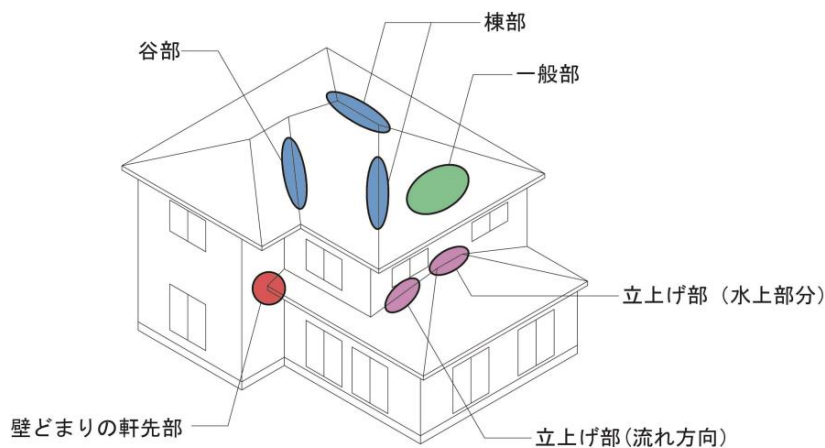 棟部
谷部
一般部
立上げ部（水上部分）
壁どまりの軒先部
立上げ部(流れ方向)